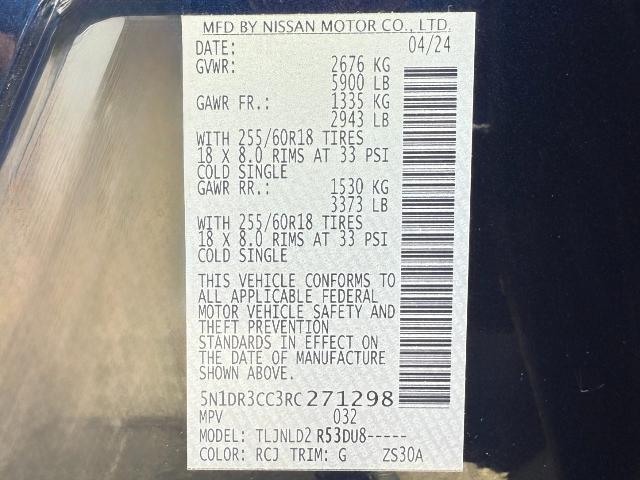 MFD BY NISSAN MOTOR CO., LTD.
DATE: 04/24
GVWR: 2676 KG
5900 LB
GAWR FR.: 1335 KG
2943 LB
WITH 255/60R18 TIRES
18 X 8.0 RIMS AT 33 PSI
COLD SINGLE
GAWR RR.: 1530 KG
3373 LB
WITH 255/60R18 TIRES
18 X 8.0 RIMS AT 33 PSI
COLD SINGLE
THIS VEHICLE CONFORMS TO
ALL APPLICABLE FEDERAL
MOTOR VEHICLE SAFETY AND
THEFT PREVENTION
STANDARDS IN EFFECT ON
THE DATE OF MANUFACTURE
SHOWN ABOVE.
5N1DR3CC3RC271298
MPV 032
MODEL: TLJNLD2 R53DU8-----
COLOR: RCJ TRIM: G ZS30A